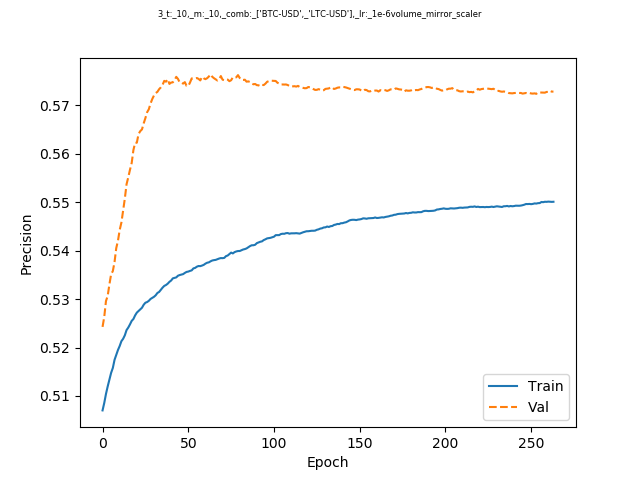 3_t:_10,_m:_10,_comb:_['BTC-USD',_'LTC-USD'],_lr:_1e-6volume_mirror_scaler
0.57
0.56
0.55
0.54
0.53
0.52
0.51
Precision
0
50
100
150
200
250
Epoch
Train
Val